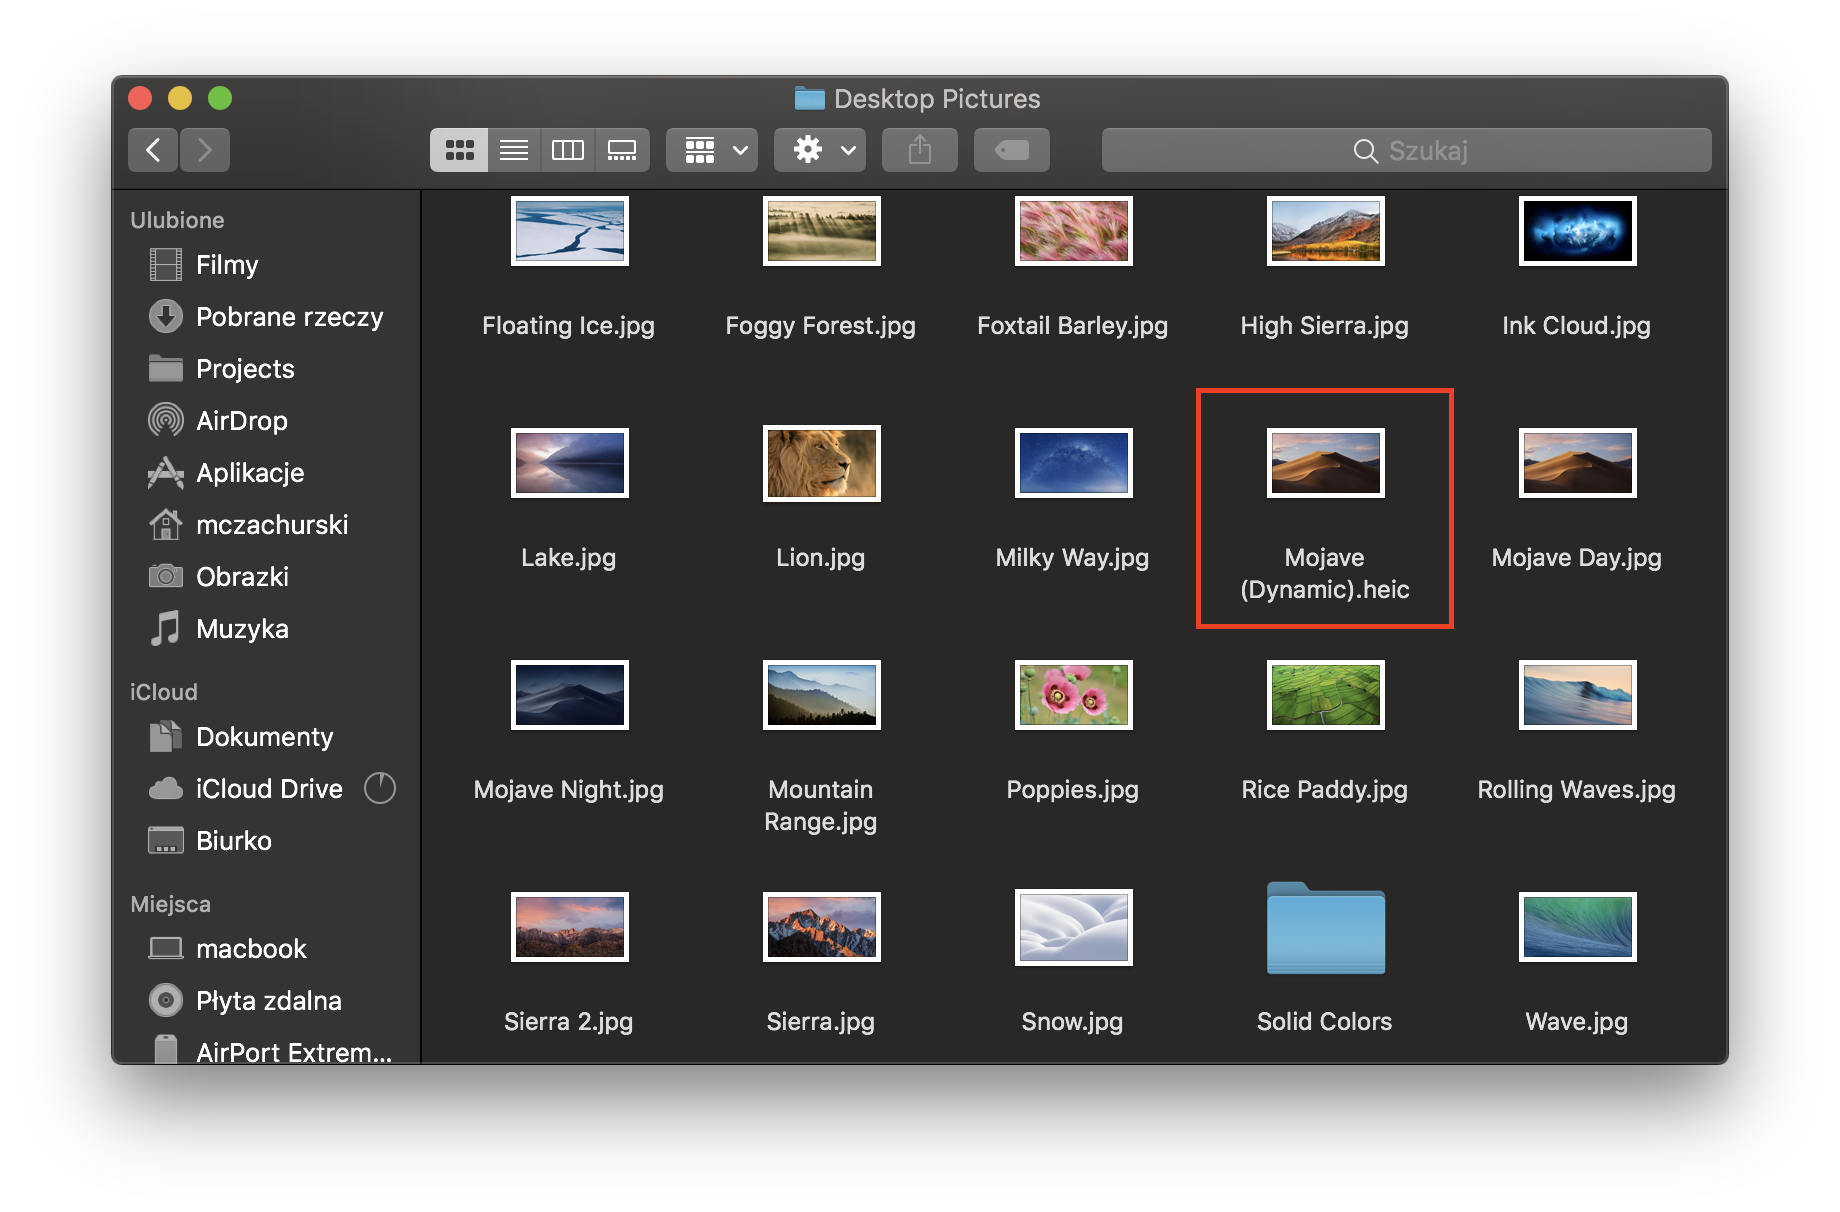 Desktop Pictures
Szukaj
Ulubione
Filmy
Pobrane rzeczy
Projects
AirDrop
Aplikacje
mczachurski
Obrazki
Muzyka
iCloud
Dokumenty
iCloud Drive
Biurko
Miejsca
macbook
Płyta zdalna
AirPort Extrem...
Floating Ice.jpg
Foggy Forest.jpg
Foxtail Barley.jpg
High Sierra.jpg
Ink Cloud.jpg
Lake.jpg
Lion.jpg
Milky Way.jpg
Mojave
(Dynamic).heic
Mojave Day.jpg
Mojave Night.jpg
Mountain
Range.jpg
Poppies.jpg
Rice Paddy.jpg
Rolling Waves.jpg
Sierra 2.jpg
Sierra.jpg
Snow.jpg
Solid Colors
Wave.jpg